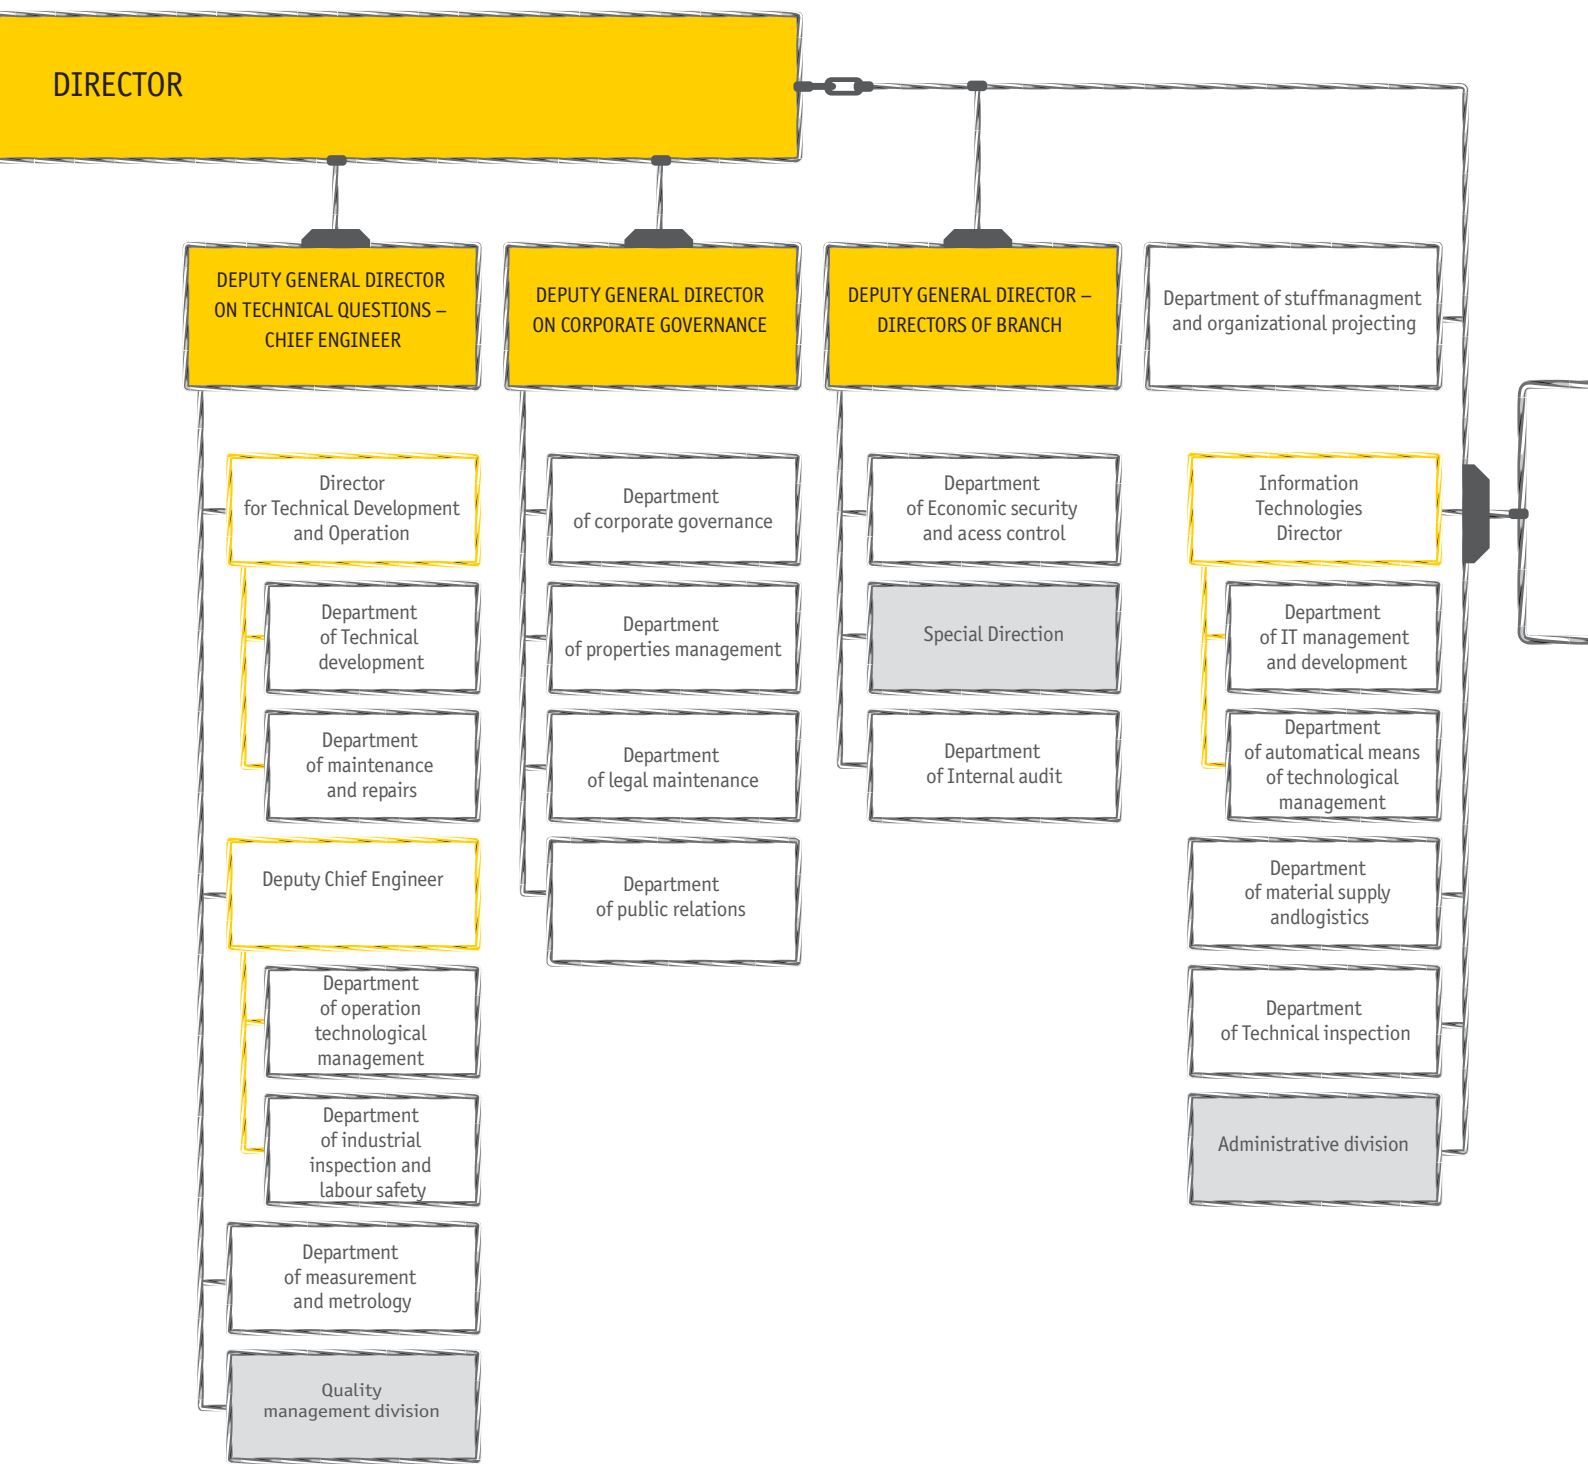 DIRECTOR
DEPUTY GENERAL DIRECTOR
ON TECHNICAL QUESTIONS –
CHIEF ENGINEER
DEPUTY GENERAL DIRECTOR
ON CORPORATE GOVERNANCE
DEPUTY GENERAL DIRECTOR –
DIRECTORS OF BRANCH
Department of stuffmanagment
and organizational projecting
Director
for Technical Development
and Operation
Department
of Technical
development
Department
of maintenance
and repairs
Deputy Chief Engineer
Department
of operation
technological
management
Department
of industrial
inspection and
labour safety
Department
of measurement
and metrology
Quality
management division
Department
of corporate governance
Department
of properties management
Department
of legal maintenance
Department
of public relations
Department
of Economic security
and acess control
Special Direction
Department
of Internal audit
Information
Technologies
Director
Department
of IT management
and development
Department
of automatical means
of technological
management
Department
of material supply
andlogistics
Department
of Technical inspection
Administrative division